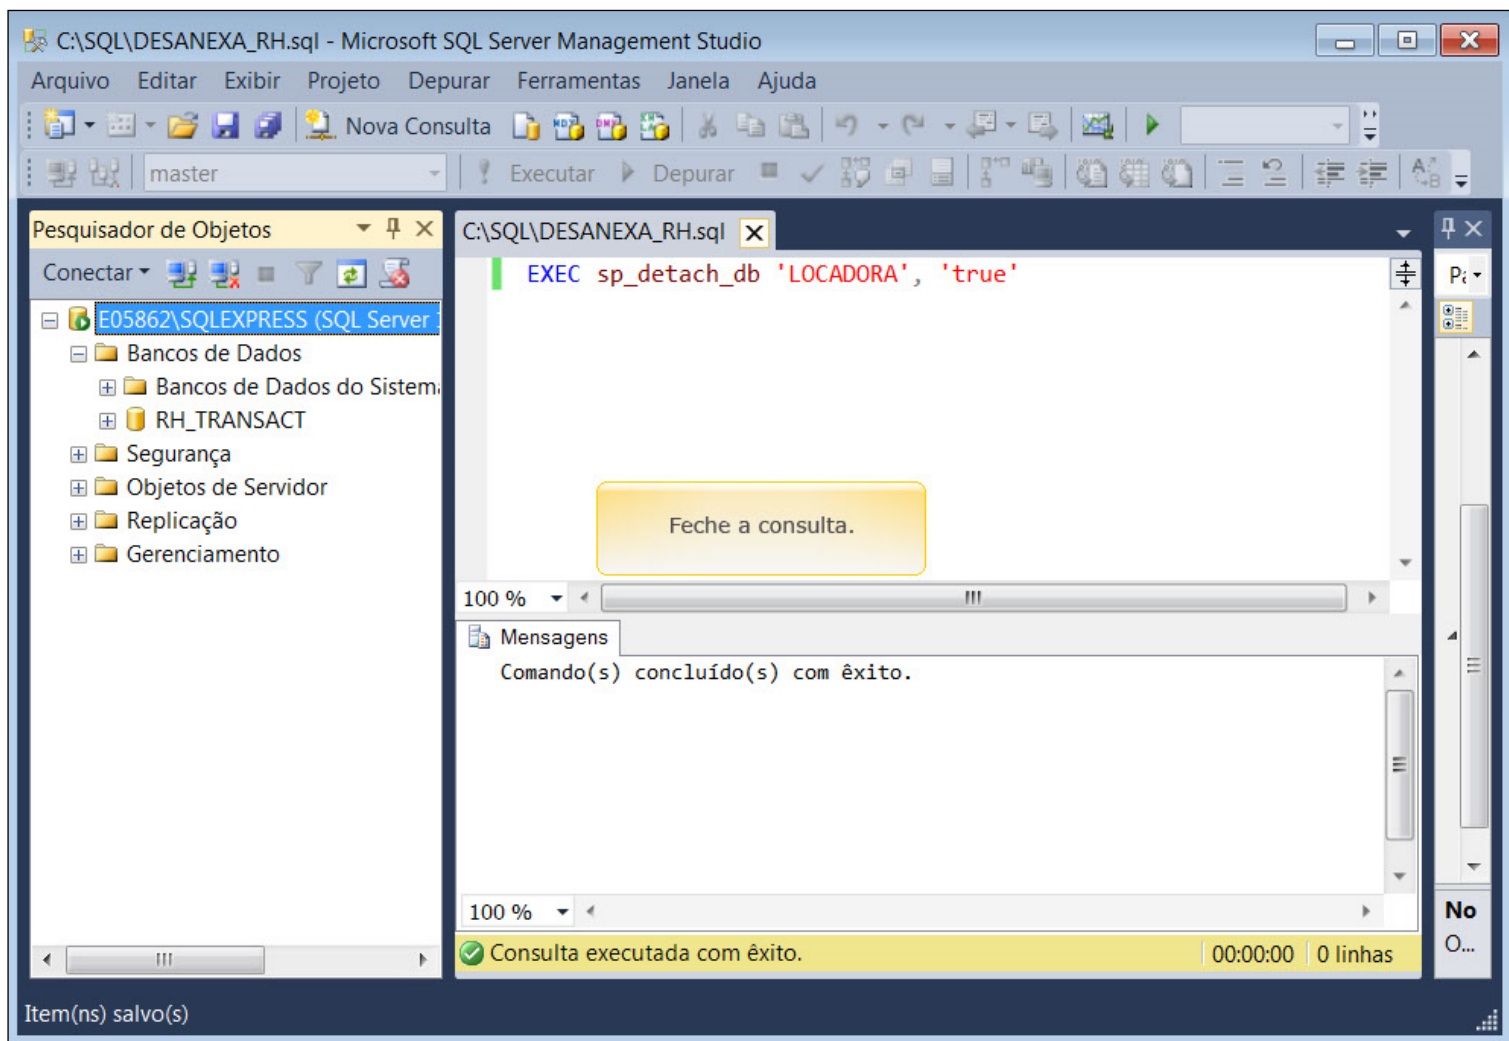 C:\SQL\DESANEXA_RH.sql - Microsoft SQL Server Management Studio
Arquivo Editar Exibir Projeto Depurar Ferramentas Janela Ajuda
Nova Consulta
master Executar Depurar
Pesquisador de Objetos
Conectar
E05862\SQLEXPRESS (SQL Server
Bancos de Dados
Bancos de Dados do Sistema
RH_TRANSACT
Segurança
Objetos de Servidor
Replicação
Gerenciamento
C:\SQL\DESANEXA_RH.sql
EXEC sp_detach_db 'LOCADORA', 'true'
Feche a consulta.
100 %
Mensagens
Comando(s) concluído(s) com êxito.
100 %
Consulta executada com êxito. 00:00:00 0 linhas
No
O...
Item(ns) salvo(s)